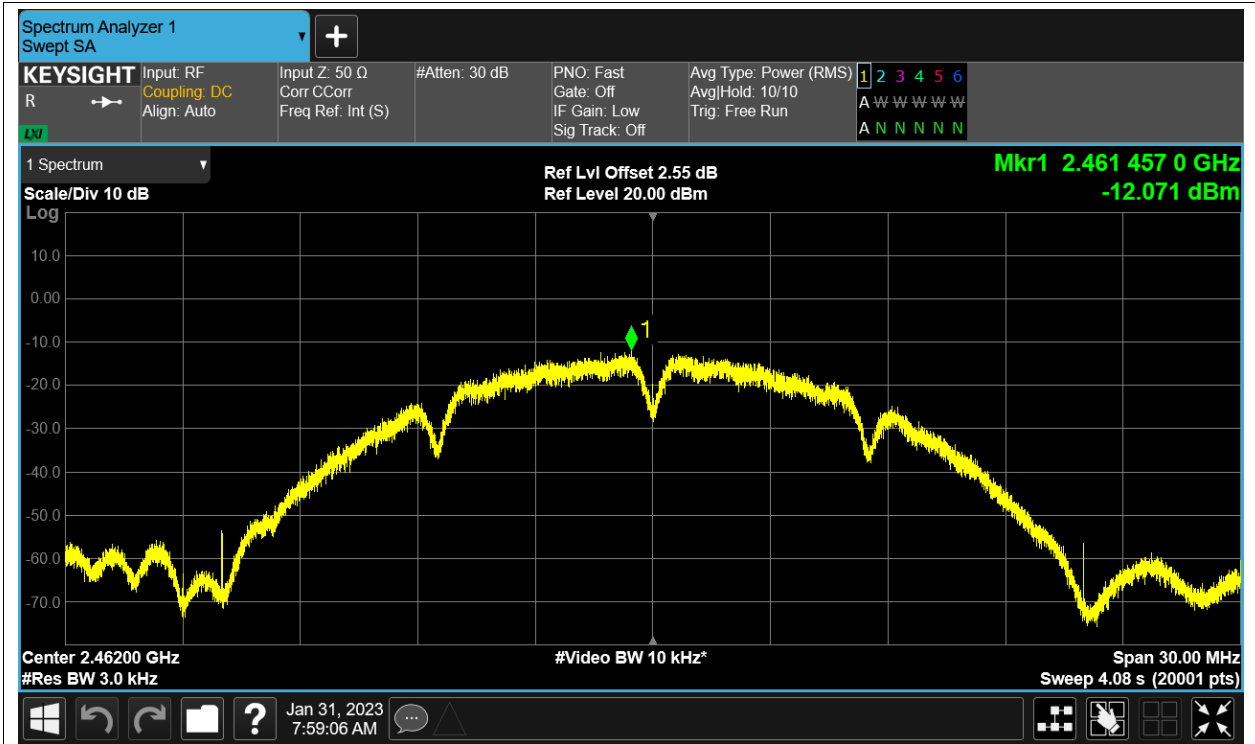 Spectrum Analyzer 1
Swept SA
KEYSIGHT
R
LXI
Input: RF
Coupling: DC
Align: Auto
Input Z: 50 Ω
Corr CCorr
Freq Ref: Int (S)
#Atten: 30 dB
PNO: Fast
Gate: Off
IF Gain: Low
Sig Track: Off
Avg Type: Power (RMS)
Avg|Hold: 10/10
Trig: Free Run
1 2 3 4 5 6
A W W W W W
A N N N N N
1 Spectrum
Scale/Div 10 dB
Log
Ref Lvl Offset 2.55 dB
Ref Level 20.00 dBm
Mkr1 2.461 457 0 GHz
-12.071 dBm
10.0
0.00
-10.0
-20.0
-30.0
-40.0
-50.0
-60.0
-70.0
1
Center 2.46200 GHz
#Res BW 3.0 kHz
#Video BW 10 kHz*
Span 30.00 MHz
Sweep 4.08 s (20001 pts)
?
Jan 31, 2023
7:59:06 AM